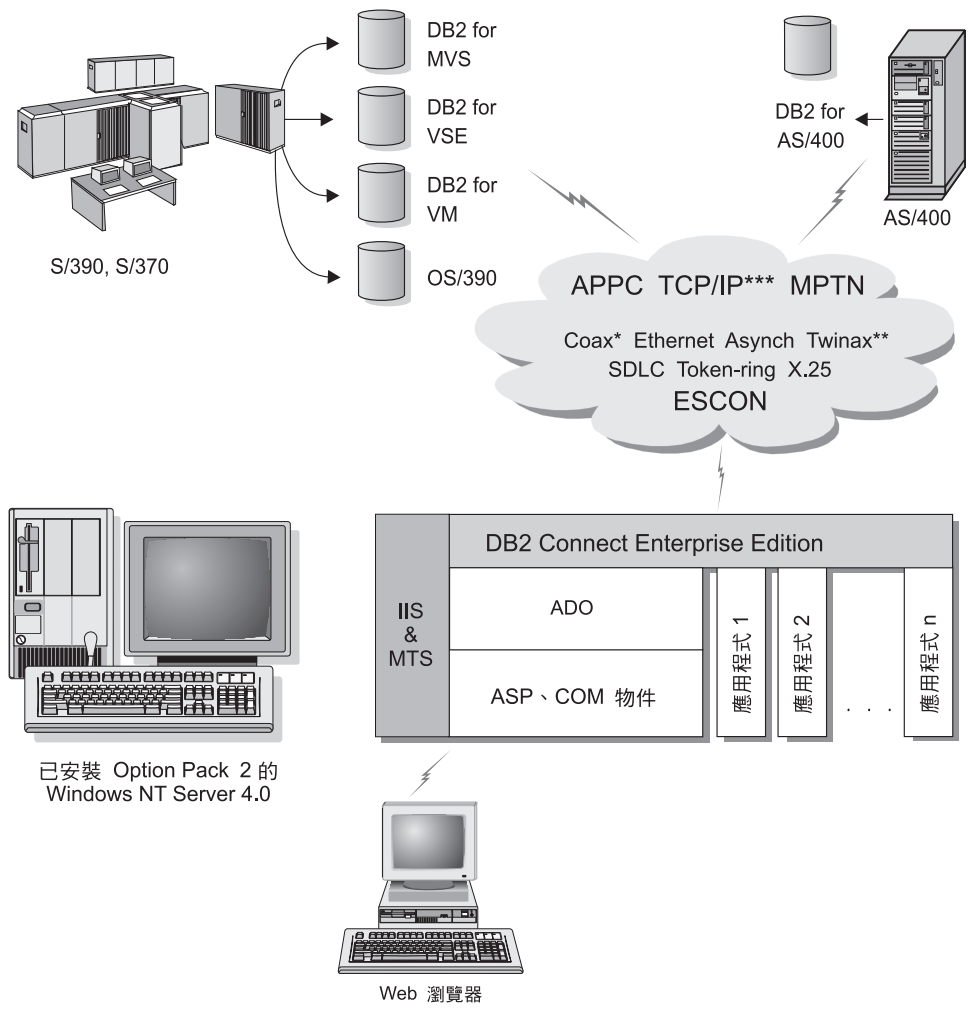 DB2 for
MVS
DB2 for
VSE
DB2 for
VM
OS/390
S/390, S/370
DB2 for
AS/400
AS/400
APPC TCP/IP*** MPTN
Coax* Ethernet Asynch Twinax**
SDLC Token-ring X.25
ESCON
DB2 Connect Enterprise Edition
IIS
&
MTS
ADO
ASP、COM 物件
應用程式 1
應用程式 2
. . .
應用程式 n
已安裝 Option Pack 2 的
Windows NT Server 4.0
Web 瀏覽器